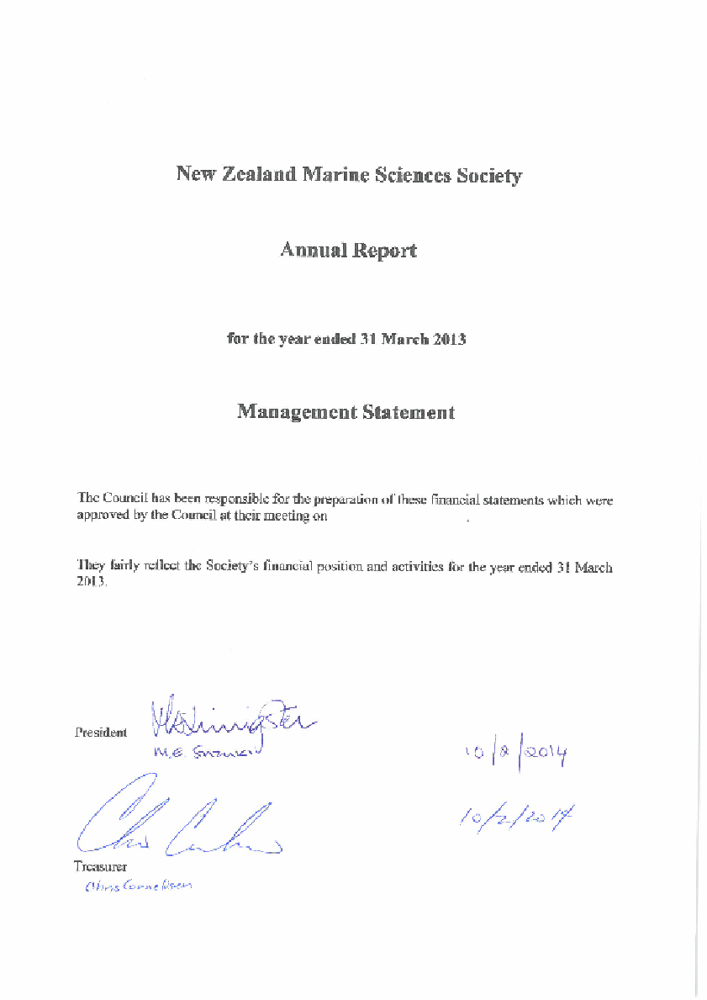 New Zealand Marine Sciences Society
Annual Report
for the year ended 31 March 2013
Management Statement
The Council has been responsible for the preparation of these financial statements which were
approved by the Council at their meeting on .
They fairly reflect the Society's financial position and activities for the year ended 31 March
2013.
President
M.E.
10/2/2014
10/2/2014
Treasurer
Chris Cornelisen